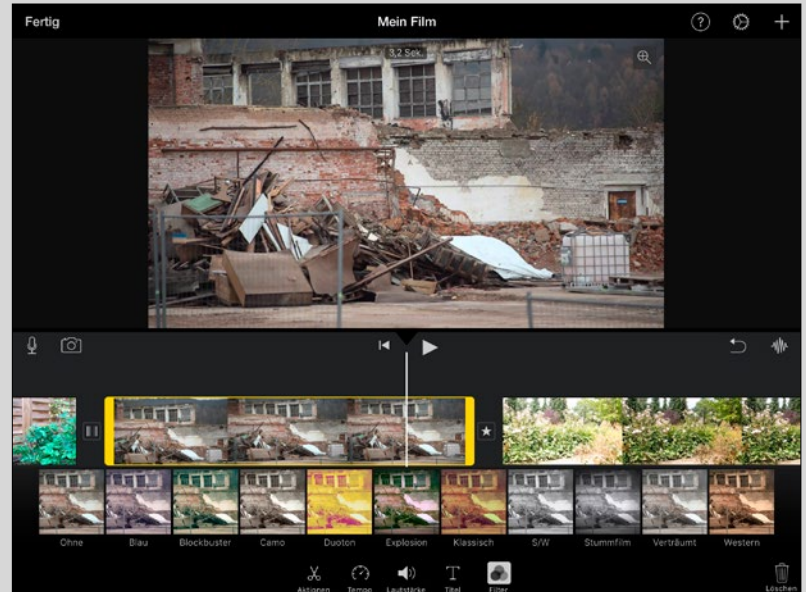 Fertig Mein Film ?
3,2 Sek.
Ohne Blau Blockbuster Camo Duoton Explosion Klassisch S/W Stummfilm Verträumt Western
Aktionen Tempo Lautstärke Titel Filter Löschen